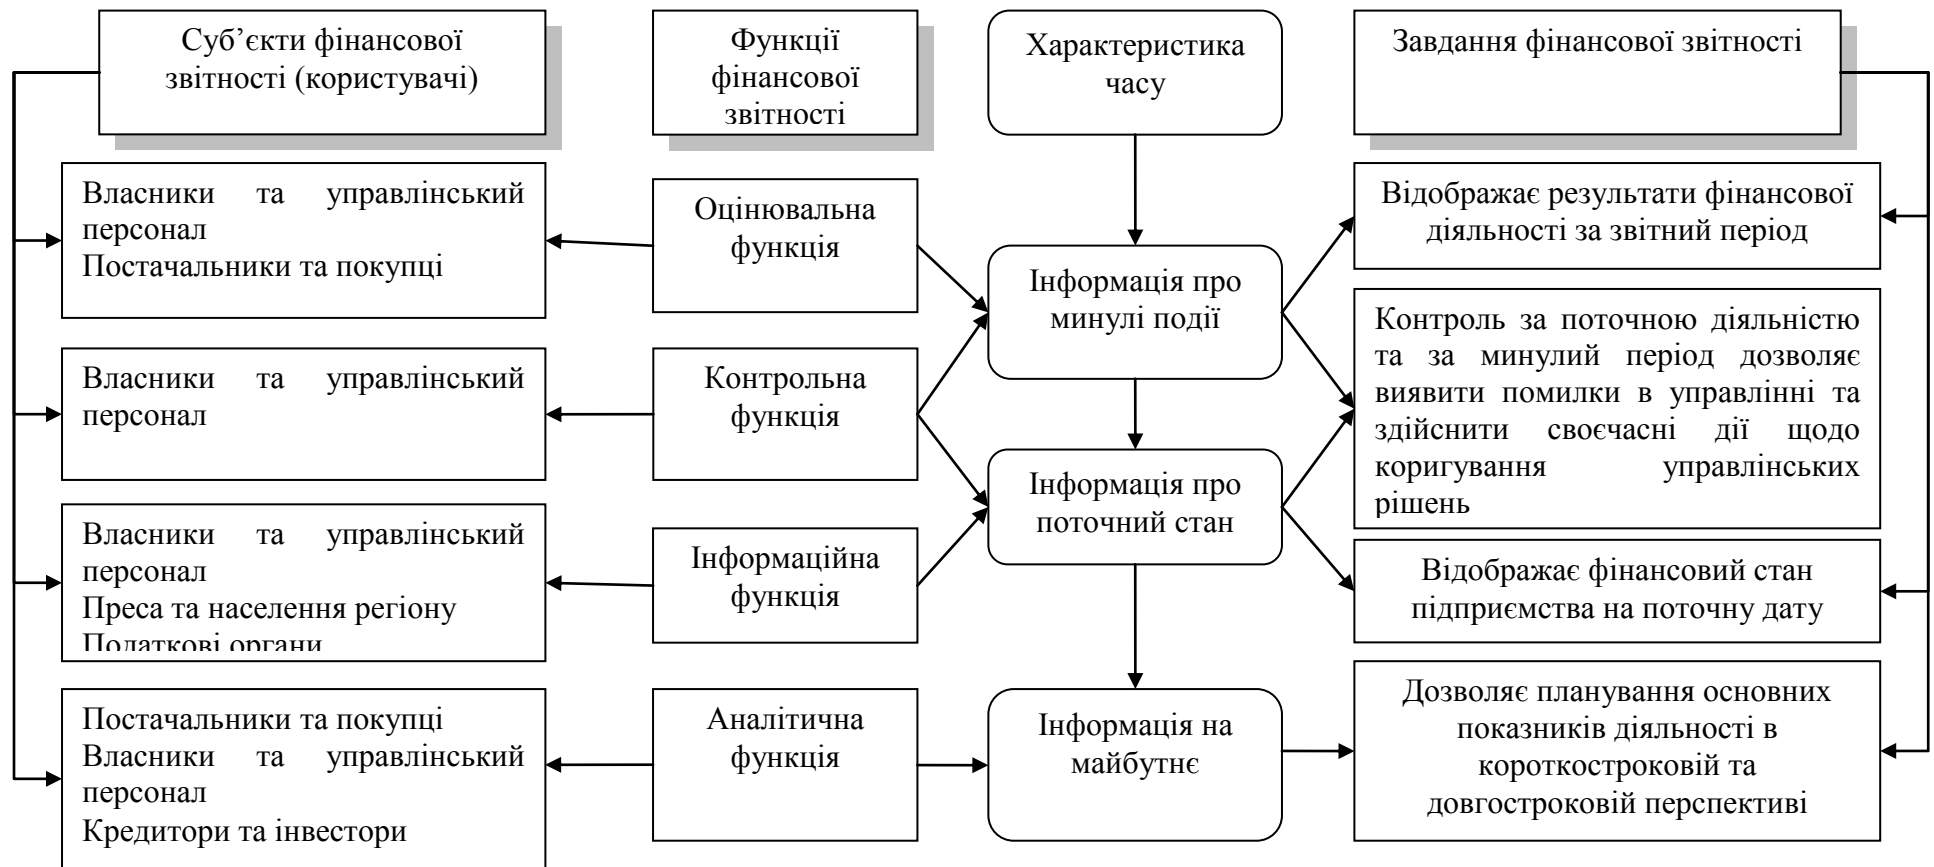 Суб’єкти фінансової
звітності (користувачі)
Функції
фінансової
звітності
Характеристика
часу
Завдання фінансової звітності
Власники та управлінський
персонал
Постачальники та покупці
Оцінювальна
функція
Інформація про
минулі події
Відображає результати фінансової
діяльності за звітний період
Власники та управлінський
персонал
Контрольна
функція
Контроль за поточною діяльністю
та за минулий період дозволяє
виявити помилки в управлінні та
здійснити своєчасні дії щодо
коригування управлінських
рішень
Власники та управлінський
персонал
Преса та населення регіону
Податкові органи
Інформаційна
функція
Інформація про
поточний стан
Відображає фінансовий стан
підприємства на поточну дату
Постачальники та покупці
Власники та управлінський
персонал
Кредитори та інвестори
Аналітична
функція
Інформація на
майбутнє
Дозволяє планування основних
показників діяльності в
короткостроковій та
довгостроковій перспективі